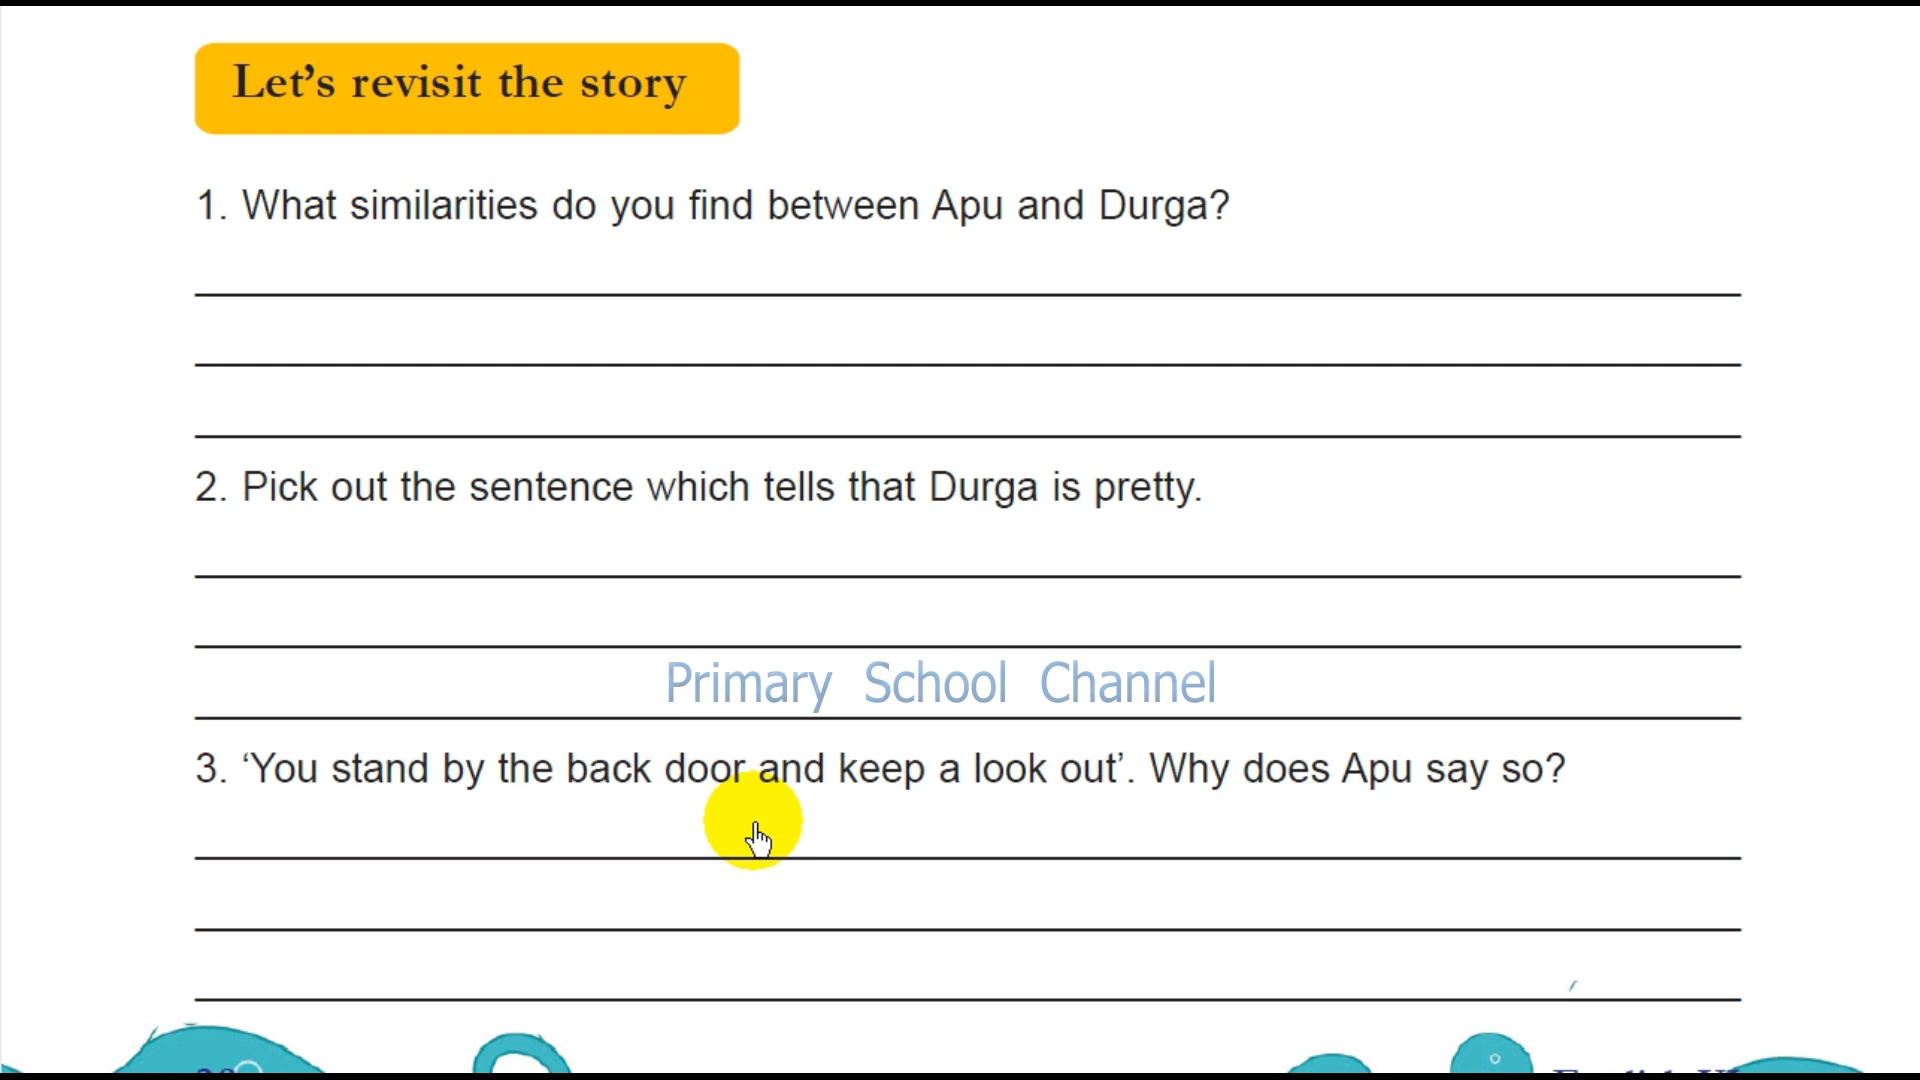 Let’s revisit the story
1. What similarities do you find between Apu and Durga?
2. Pick out the sentence which tells that Durga is pretty.
Primary School Channel
3. ‘You stand by the back door and keep a look out’. Why does Apu say so?